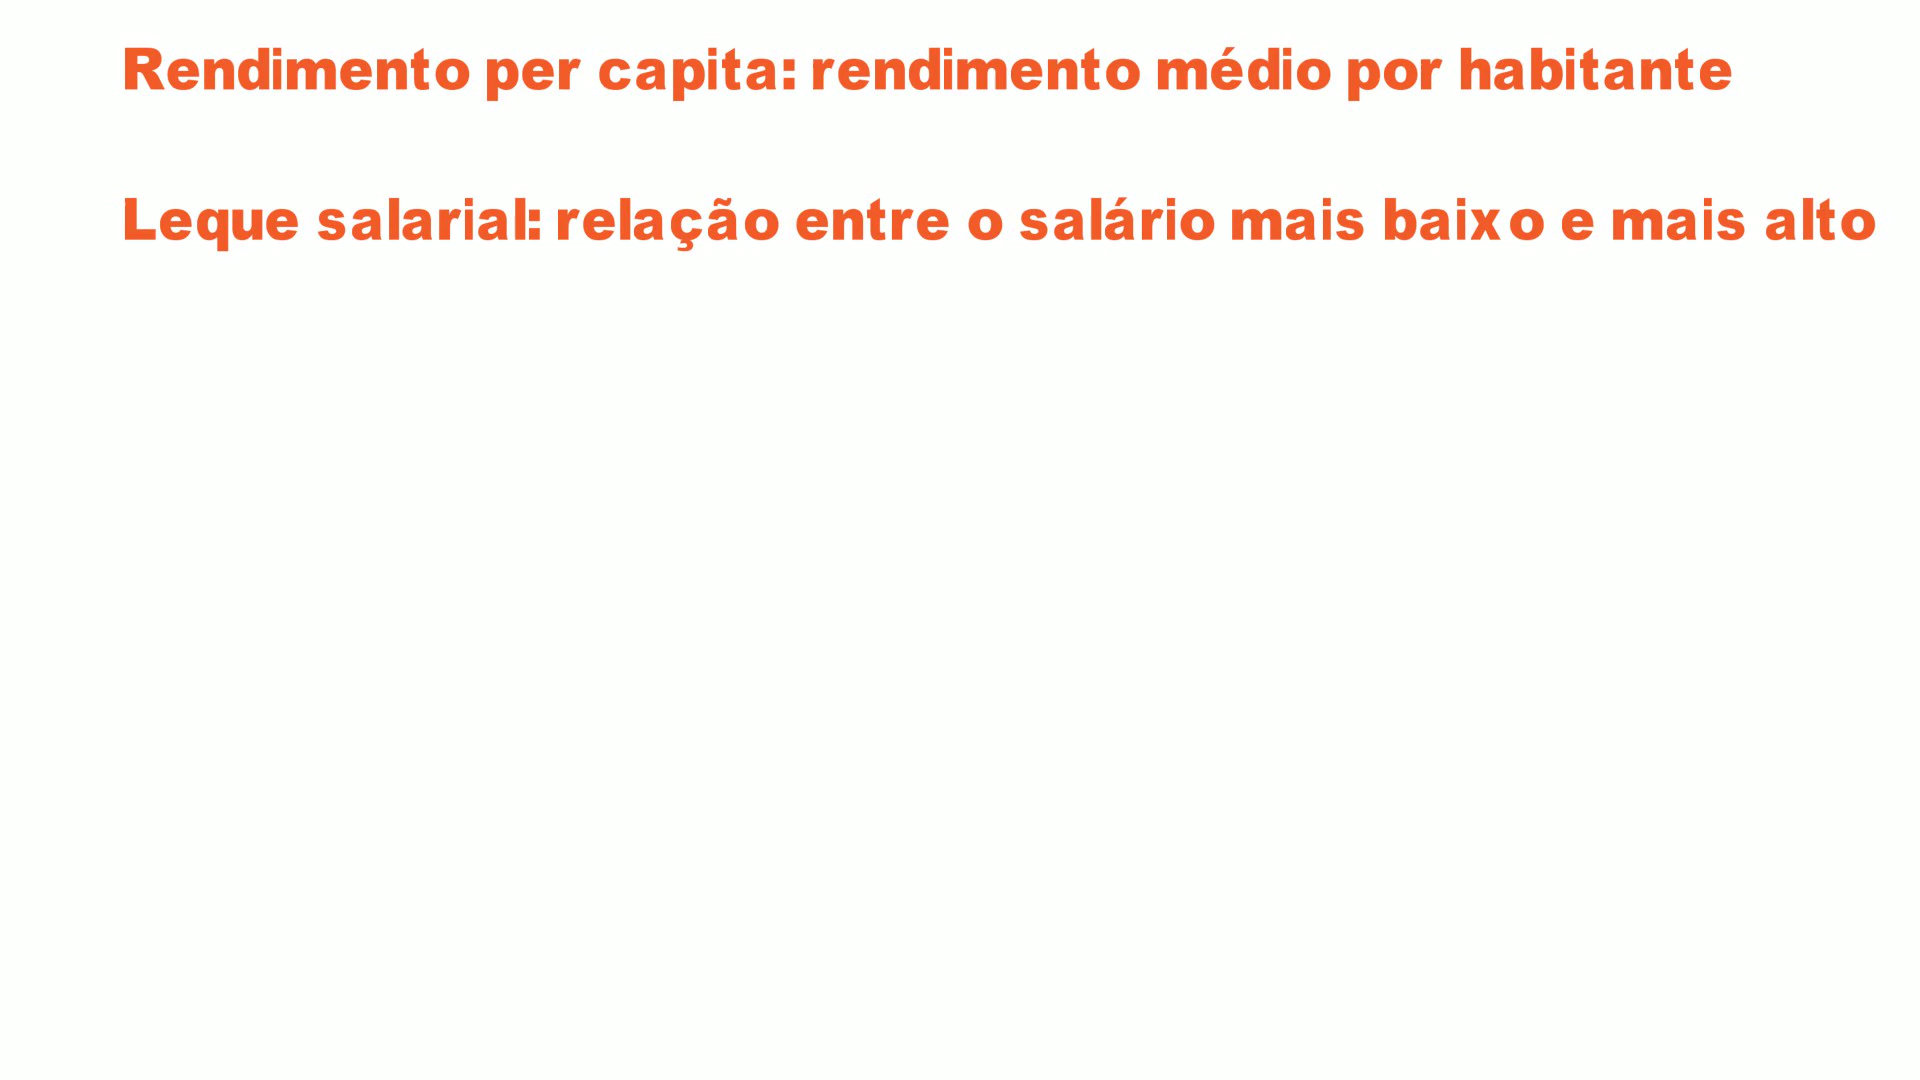 Rendimento per capita: rendimento médio por habitante
Leque salarial: relação entre o salário mais baixo e mais alto